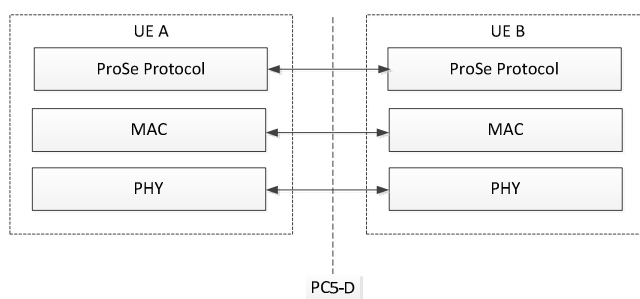 UE A
UE B
ProSe Protocol
ProSe Protocol
MAC
MAC
PHY
PHY
PC5-D